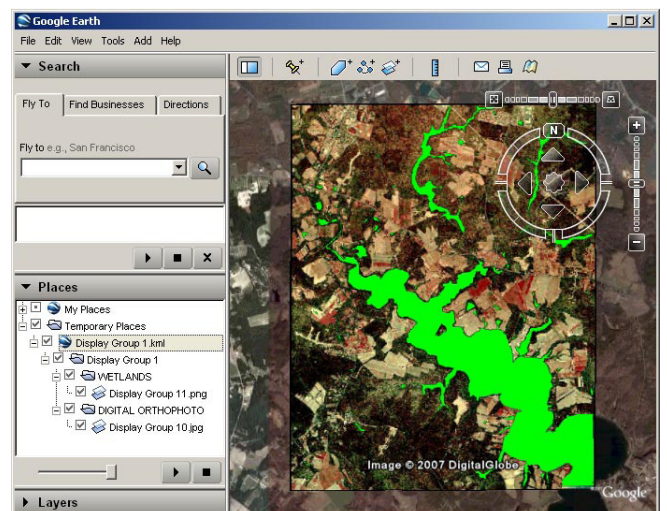 Google Earth
File Edit View Tools Add Help
Search
Fly To Find Businesses Directions
Fly to e.g., San Francisco
N
Places
My Places
Temporary Places
Display Group 1.kml
Display Group 1
WETLANDS
Display Group 11.png
DIGITAL ORTHOPHOTO
Display Group 10.jpg
Image © 2007 DigitalGlobe
Google
Layers